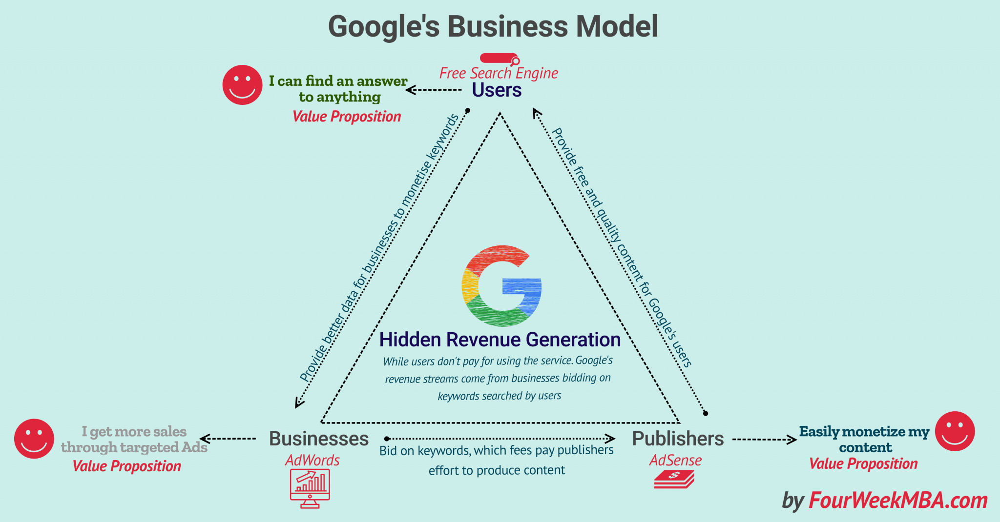 Google's Business Model
Free Search Engine
Users
I can find an answer
to anything
Value Proposition
Provide better data for businesses to monetise keywords
Provide free and quality content for Google's users
Hidden Revenue Generation
While users don't pay for using the service. Google's
revenue streams come from businesses bidding on
keywords searched by users
I get more sales
through targeted Ads
Value Proposition
Businesses
AdWords
Bid on keywords, which fees pay publishers
effort to produce content
Publishers
AdSense
$
Easily monetize my
content
Value Proposition
by FourWeekMBA.com